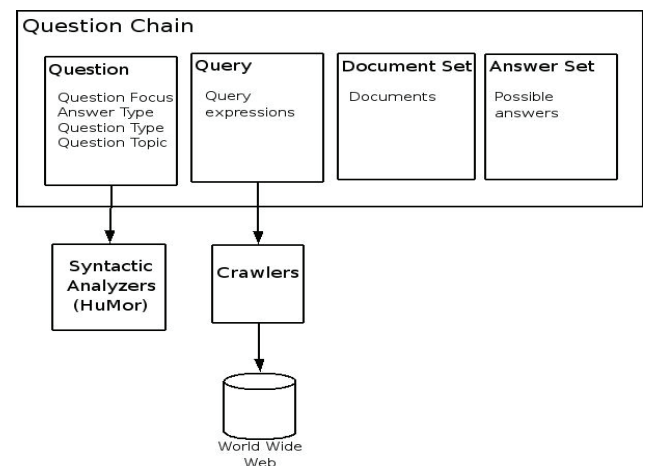 Question Chain
Question
Question Focus
Answer Type
Question Type
Question Topic
Query
Query
expressions
Document Set
Documents
Answer Set
Possible
answers
Syntactic
Analyzers
(HuMor)
Crawlers
World Wide
Web